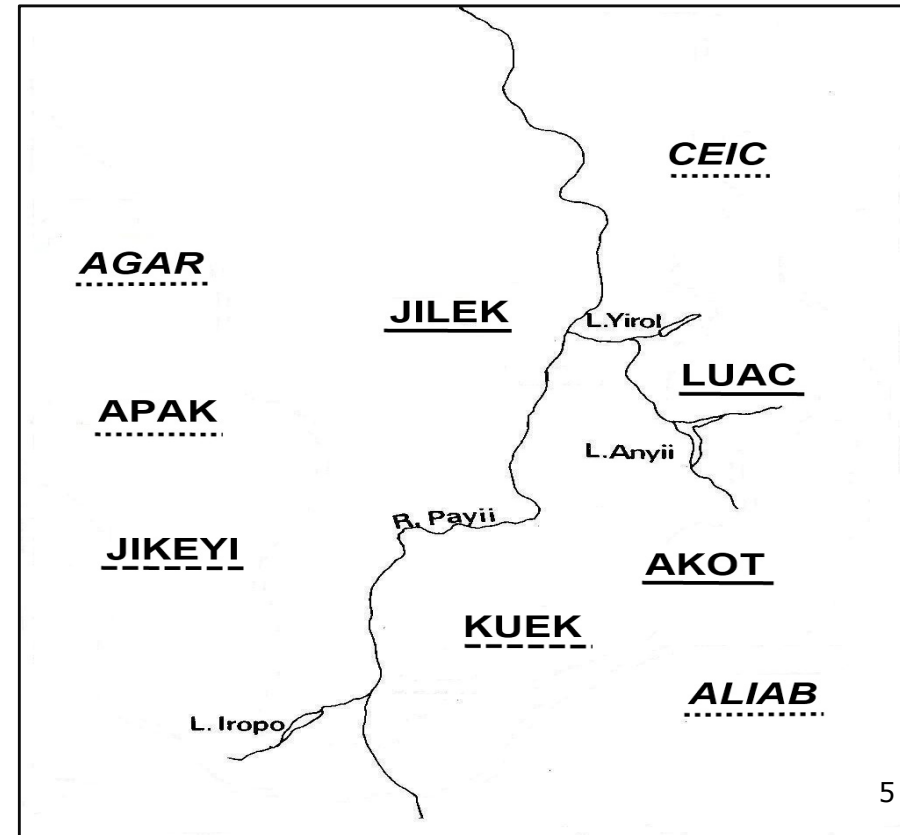 CEIC
AGAR
JILEK
L.Yirol
LUAC
APAK
L.Anyii
R. Payii
JIKEYI
AKOT
KUEK
ALIAB
L. Iropo
5